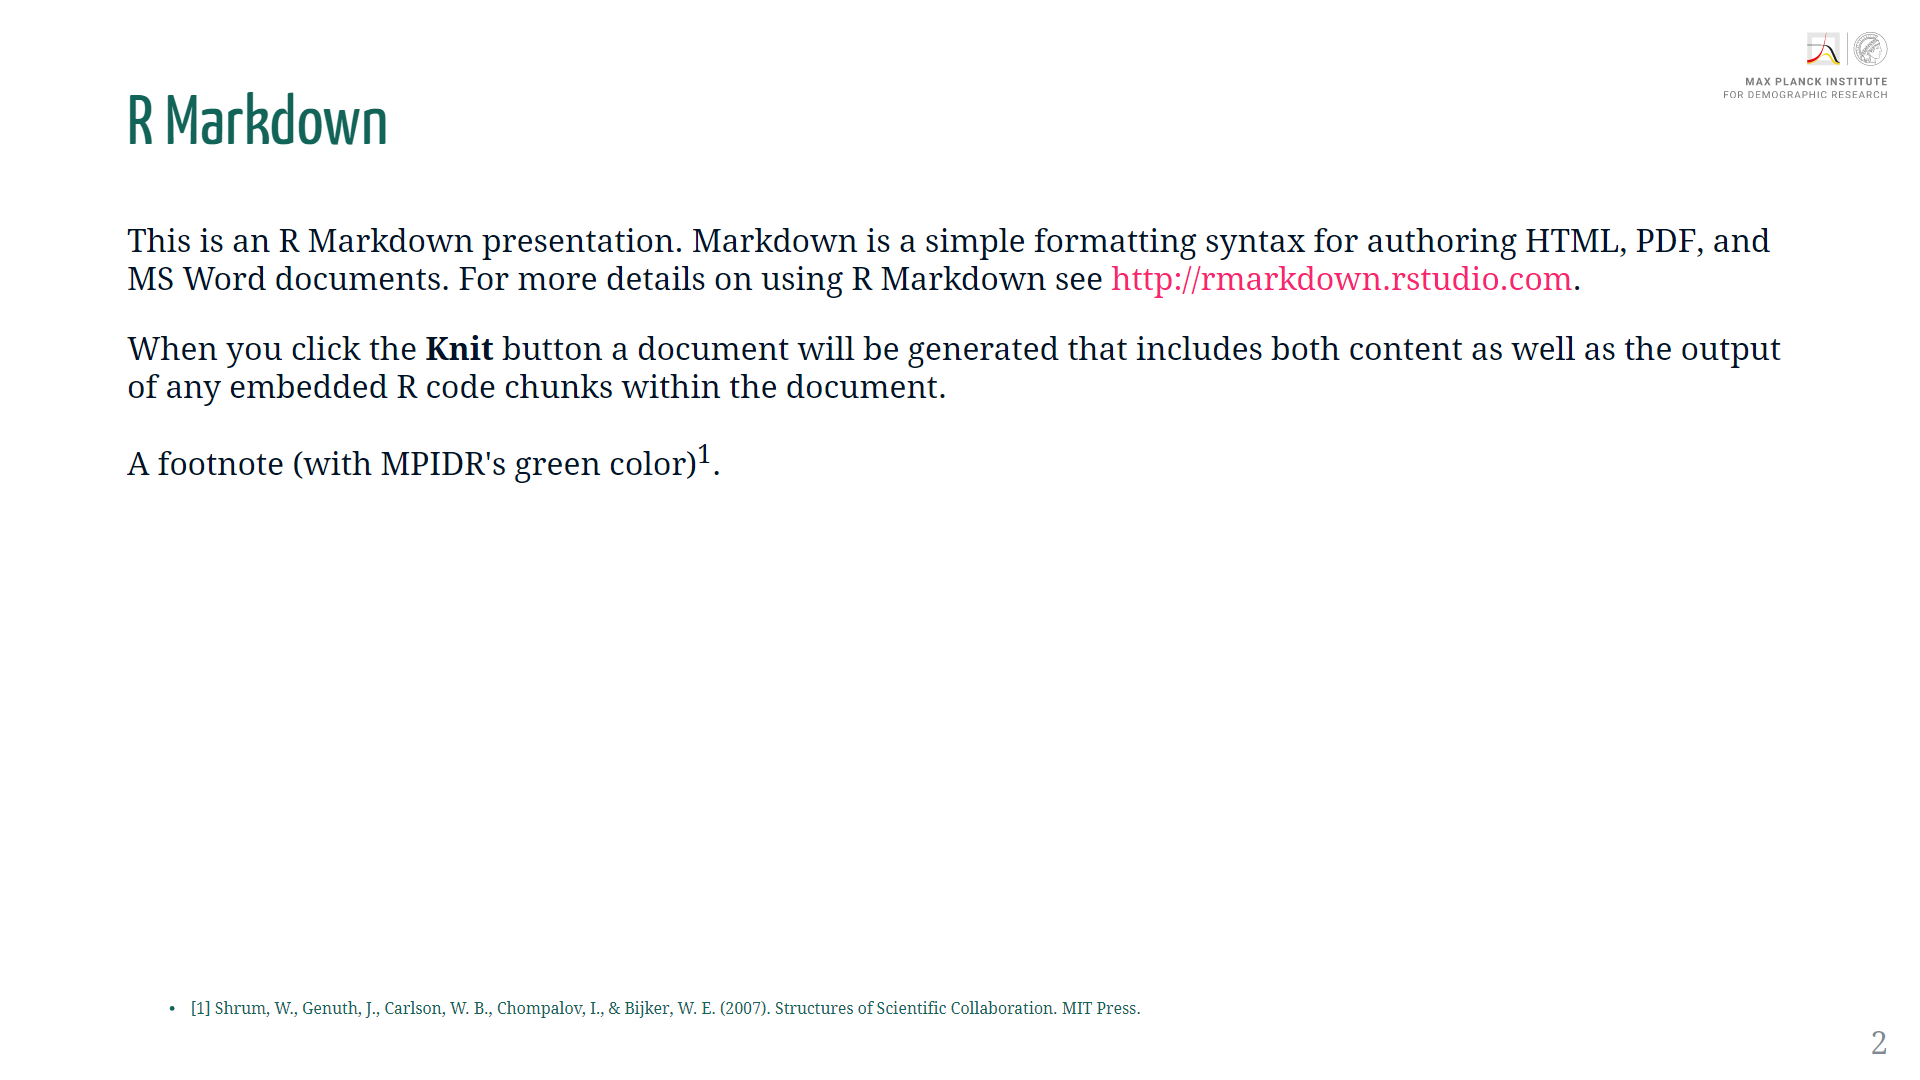 MAX PLANCK INSTITUTE
FOR DEMOGRAPHIC RESEARCH
R Markdown
This is an R Markdown presentation. Markdown is a simple formatting syntax for authoring HTML, PDF, and
MS Word documents. For more details on using R Markdown see http://rmarkdown.rstudio.com.
When you click the Knit button a document will be generated that includes both content as well as the output
of any embedded R code chunks within the document.
A footnote (with MPIDR's green color)1.
• [1] Shrum, W., Genuth, J., Carlson, W. B., Chompalov, I., & Bijker, W. E. (2007). Structures of Scientific Collaboration. MIT Press.
2